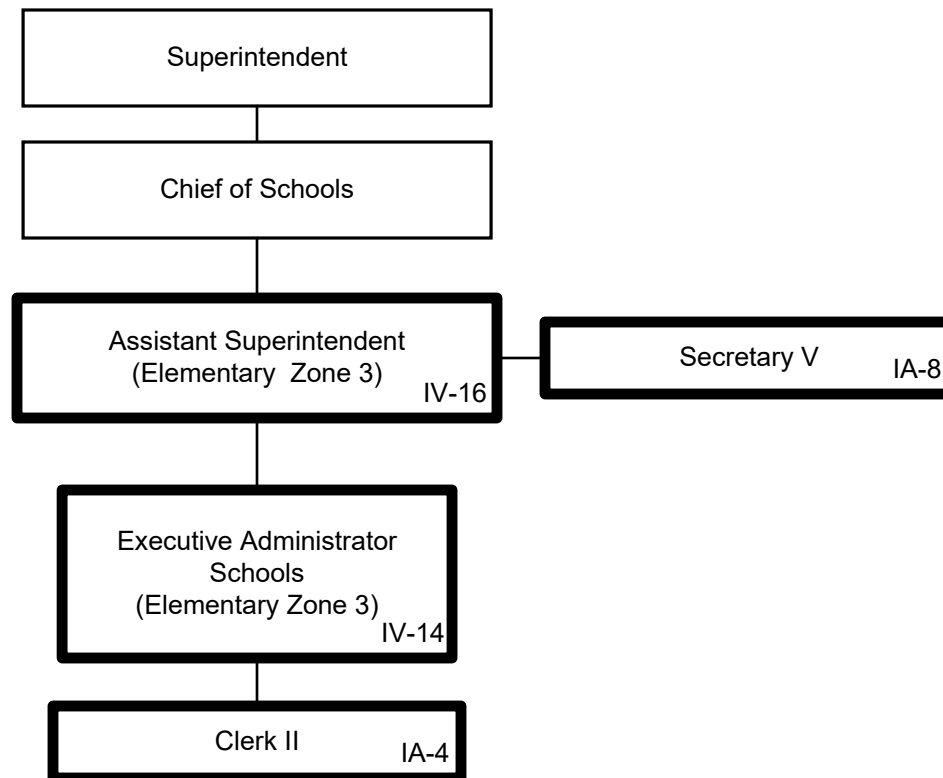 Superintendent
Chief of Schools
Assistant Superintendent
(Elementary Zone 3)
IV-16
Secretary V
IA-8
Executive Administrator
Schools
(Elementary Zone 3)
IV-14
Clerk II
IA-4